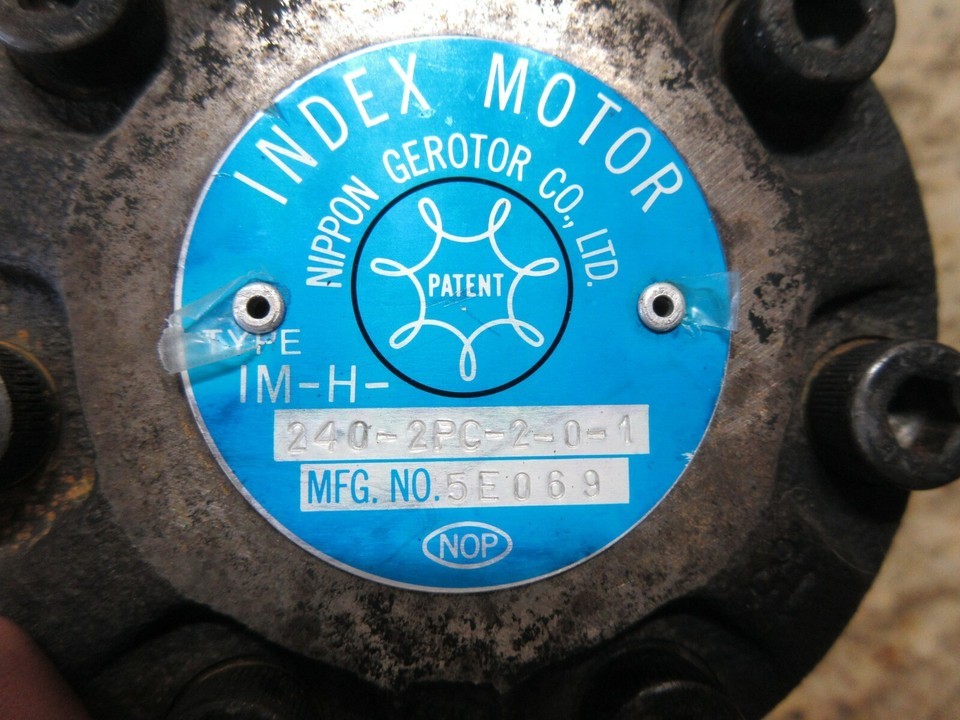 INDEX MOTOR
NIPPON GEROTOR CO., LTD.
PATENT
TYPE
IM-H-
240-2PC-2-0-1
MFG. NO. 5E069
NOP